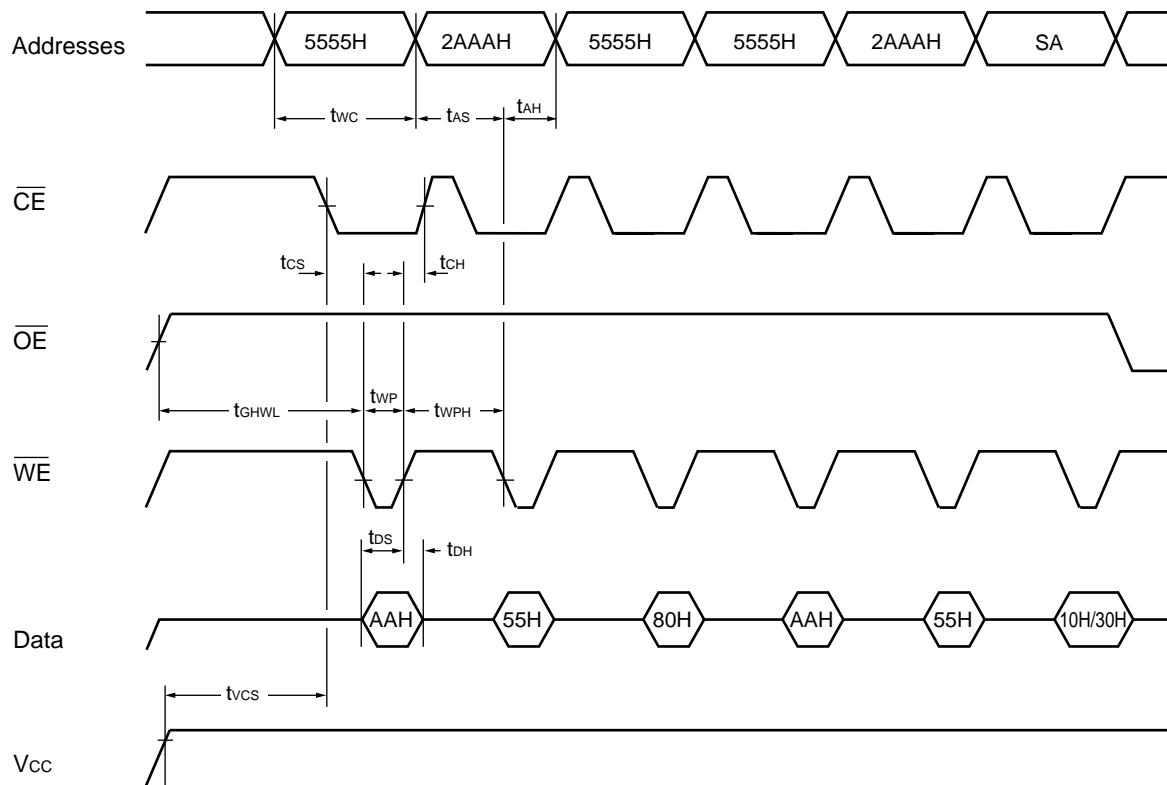 Addresses 5555H 2AAAH 5555H 5555H 2AAAH SA
tWC tAS tAH
CE
tCS tCH
OE
tGHWL tWP tWPH
WE
tDS tDH
Data AAH 55H 80H AAH 55H 10H/30H
tVCS
VCC